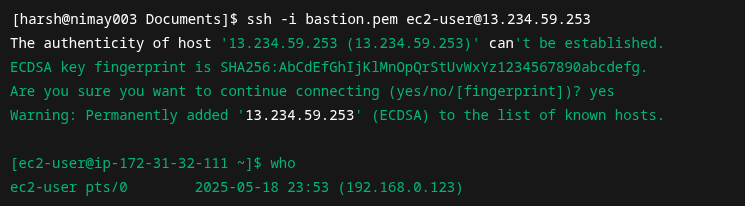 [harsh@nimay003 Documents]$ ssh -i bastion.pem ec2-user@13.234.59.253
The authenticity of host '13.234.59.253 (13.234.59.253)' can't be established.
ECDSA key fingerprint is SHA256:AbCdEfGhIjKlMnOpQrStUvWxYz1234567890abcdefg.
Are you sure you want to continue connecting (yes/no/[fingerprint])? yes
Warning: Permanently added '13.234.59.253' (ECDSA) to the list of known hosts.
[ec2-user@ip-172-31-32-111 ~]$ who
ec2-user pts/0        2025-05-18 23:53 (192.168.0.123)